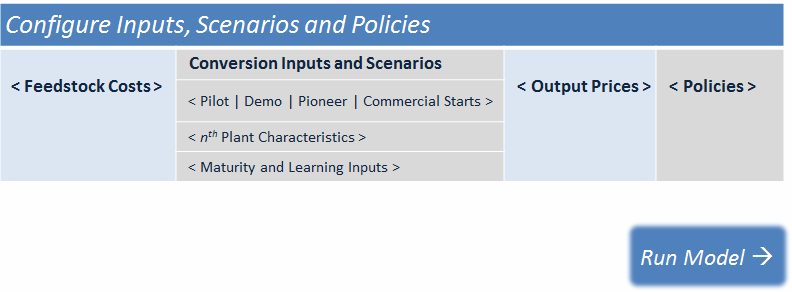 Configure Inputs, Scenarios and Policies
< Feedstock Costs >
Conversion Inputs and Scenarios
< Pilot | Demo | Pioneer | Commercial Starts >
< nth Plant Characteristics >
< Maturity and Learning Inputs >
< Output Prices >
< Policies >
Run Model →